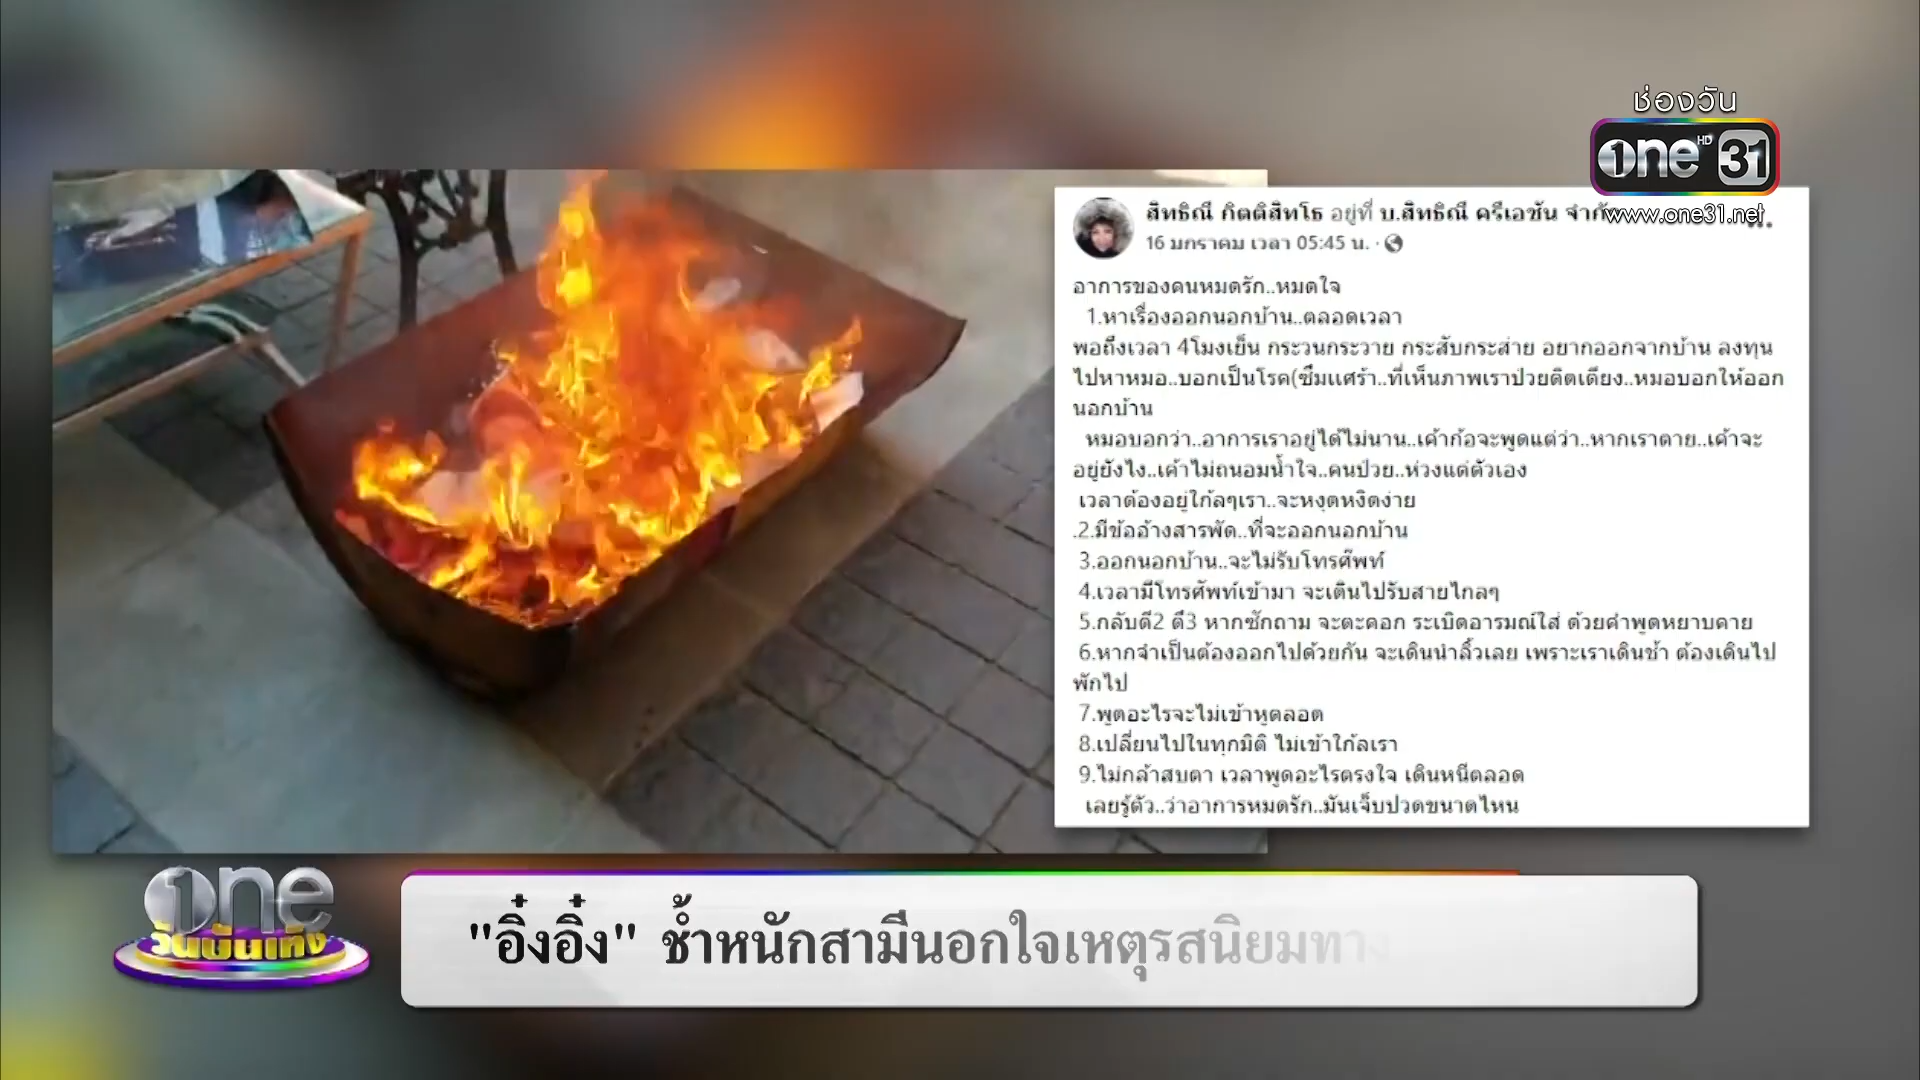 ช่องวัน
one HD 31
www.one31.net
สิทธิณี กิตติสิทโธ อยู่ที่ บ.สิทธิณี ครีเอชั่น จำกัด
16 มกราคม เวลา 05:45 น. ·
อาการของคนหมดรัก..หมดใจ
1.หาเรื่องออกนอกบ้าน..ตลอดเวลา
พอถึงเวลา 4โมงเย็น กระวนกระวาย กระสับกระส่าย อยากออกจากบ้าน ลงทุน
ไปหาหมอ..บอกเป็นโรค(ซึมเศร้า..ที่เห็นภาพเราป่วยติดเตียง..หมอบอกให้ออก
นอกบ้าน
หมอบอกว่า..อาการเราอยู่ได้ไม่นาน..เค้าก้อจะพูดแต่ว่า..หากเราตาย..เค้าจะ
อยู่ยังไง..เค้าไม่ถนอมน้ำใจ..คนป่วย..ห่วงแต่ตัวเอง
เวลาต้องอยู่ใกล้ๆเรา..จะหงุดหงิดง่าย
.2.มีข้ออ้างสารพัด..ที่จะออกนอกบ้าน
3.ออกนอกบ้าน..จะไม่รับโทรศัพท์
4.เวลามีโทรศัพท์เข้ามา จะเดินไปรับสายไกลๆ
5.กลับตี2 ตี3 หากซักถาม จะตะคอก ระเบิดอารมณ์ใส่ ด้วยคำพูดหยาบคาย
6.หากจำเป็นต้องออกไปด้วยกัน จะเดินนำลิ้วเลย เพราะเราเดินช้า ต้องเดินไป
พักไป
7.พูดอะไรจะไม่เข้าหูตลอด
8.เปลี่ยนไปในทุกมิติ ไม่เข้าใกล้เรา
9.ไม่กล้าสบตา เวลาพูดอะไรตรงใจ เดินหนีตลอด
เลยรู้ตัว..ว่าอาการหมดรัก..มันเจ็บปวดขนาดไหน
one
วันบันเทิง
"อิ๋งอิ๋ง" ช้ำหนักสามีนอกใจเหตุรสนิยมทาง